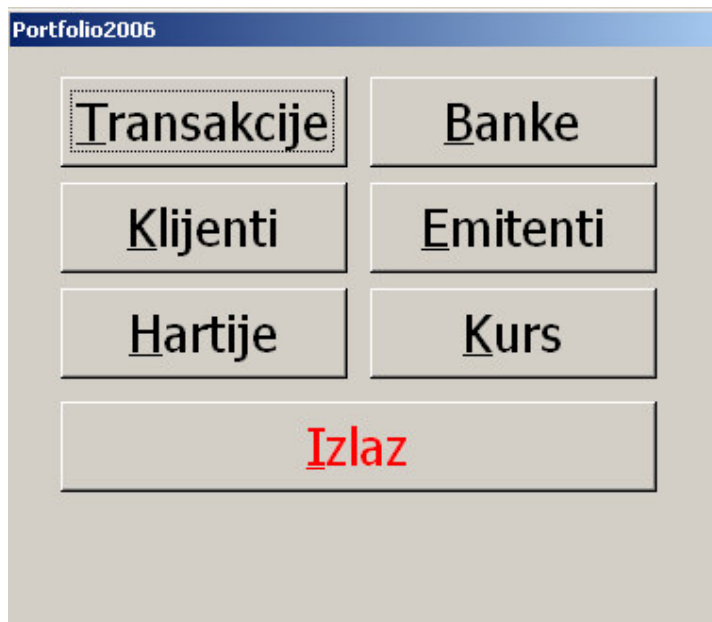 Portfolio2006
Transakcije Banke
Klijenti Emitenti
Hartije Kurs
Izlaz